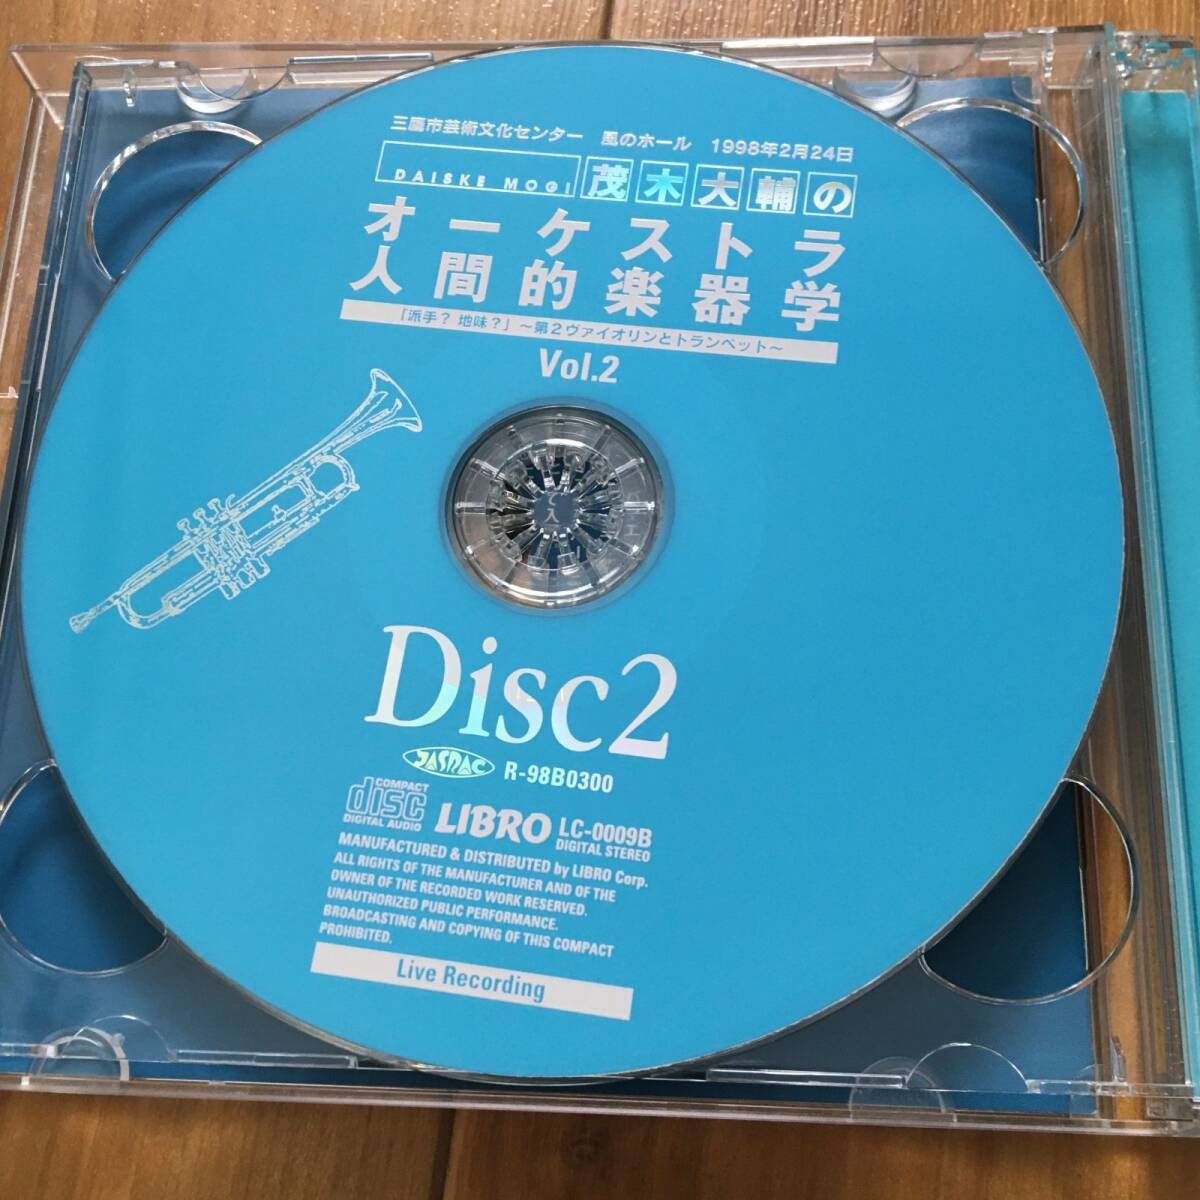 三鷹市芸術文化センター 風のホール 1998年2月24日
DAISKE MOGI 茂木大輔の
オーケストラ
人間的楽器学
「派手? 地味?」~第2ヴァイオリンとトランペット~
Vol.2
Disc2
JASRAC R-98B0300
COMPACT
disc
DIGITAL AUDIO
LIBRO LC-0009B
DIGITAL STEREO
MANUFACTURED & DISTRIBUTED by LIBRO Corp.
ALL RIGHTS OF THE MANUFACTURER AND OF THE
OWNER OF THE RECORDED WORK RESERVED.
UNAUTHORIZED PUBLIC PERFORMANCE.
BROADCASTING AND COPYING OF THIS COMPACT
PROHIBITED.
Live Recording